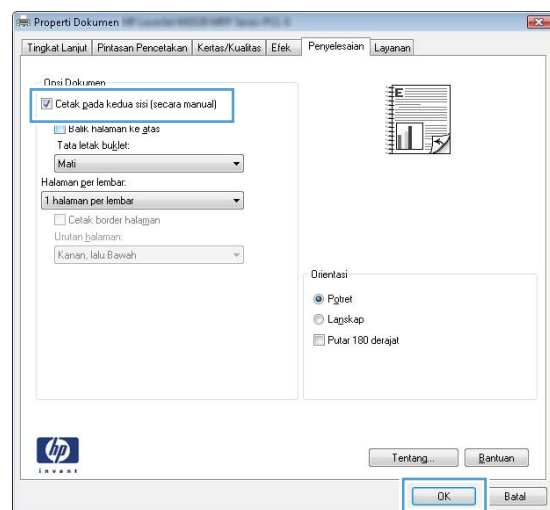 Properti Dokumen
Tingkat Lanjut Pintasan Pencetakan Kertas/Kualitas Efek Penyelesaian Layanan
Opsi Dokumen
Cetak pada kedua sisi (secara manual)
Balik halaman ke atas
Tata letak buklet:
Mati
Halaman per lembar:
1 halaman per lembar
Cetak border halaman
Urutan halaman:
Kanan, lalu Bawah
E
Orientasi
Potret
Lanskap
Putar 180 derajat
hp
invent
Tentang... Bantuan
OK Batal